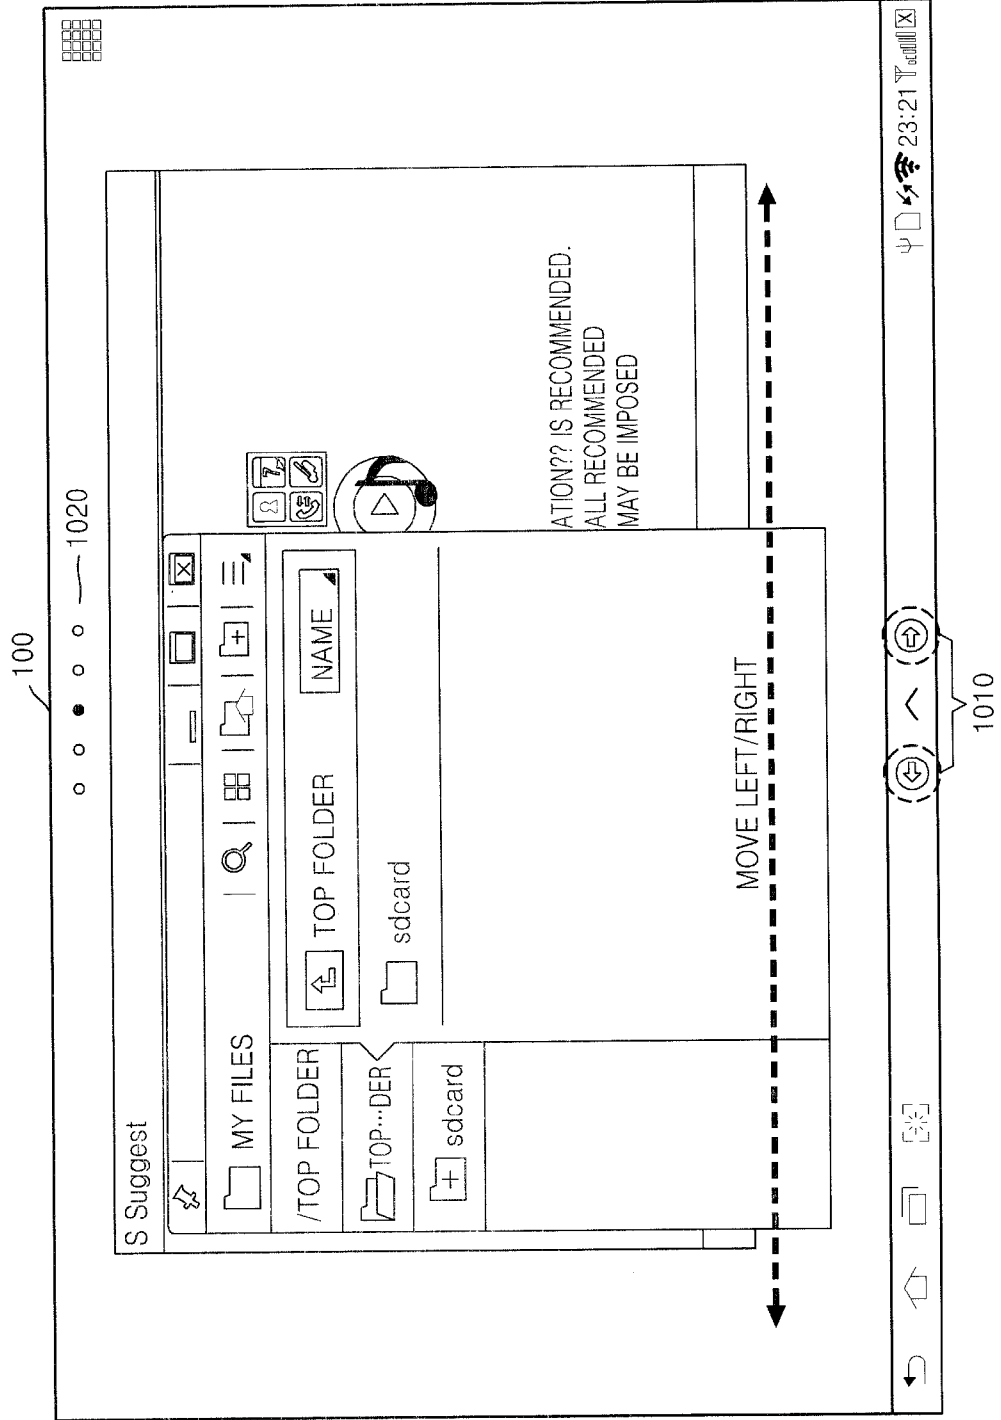 100
1020
S Suggest
MY FILES
/TOP FOLDER
TOP FOLDER
NAME
TOP...DER
sdcard
sdcard
ATION?? IS RECOMMENDED.
ALL RECOMMENDED
MAY BE IMPOSED
MOVE LEFT/RIGHT
23:21
1010